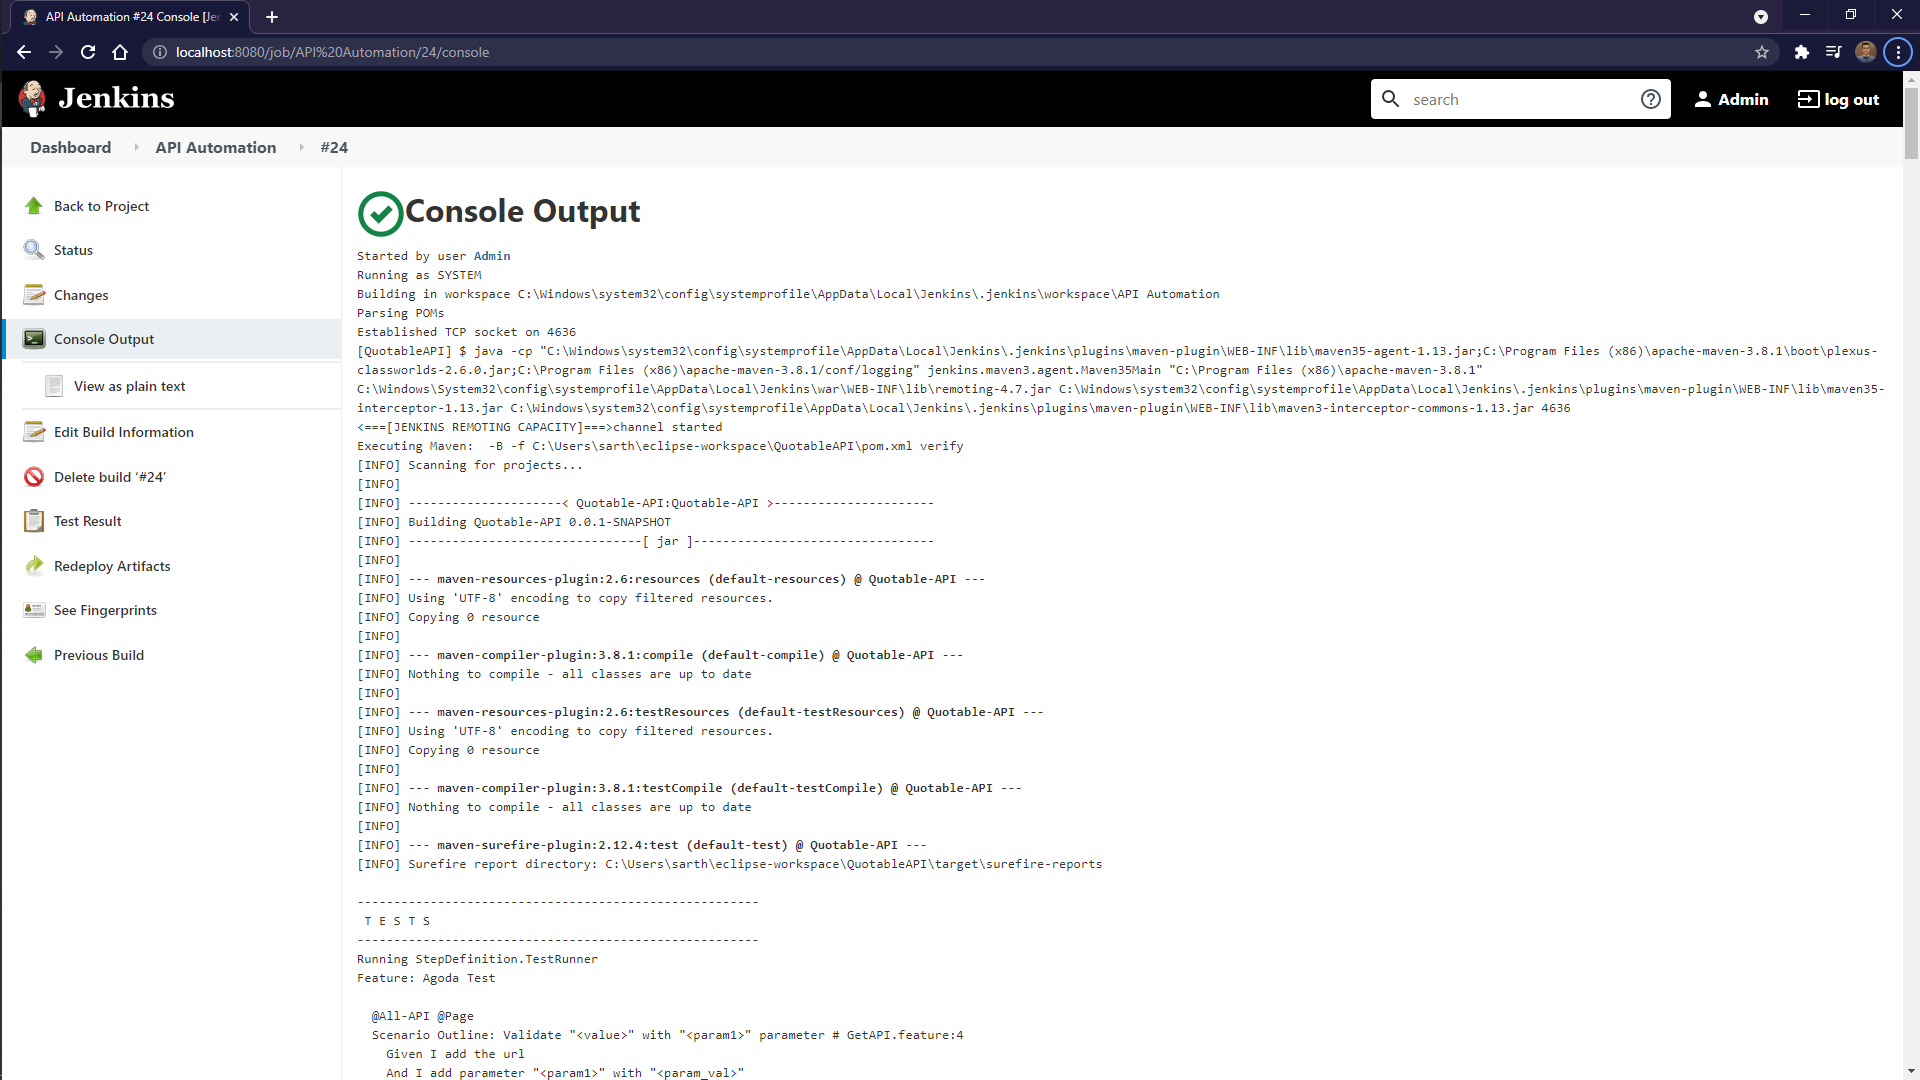 API Automation #24 Console [Jen
localhost:8080/job/API%20Automation/24/console
Jenkins
search
Admin
log out
Dashboard
API Automation
#24
Back to Project
Status
Changes
Console Output
View as plain text
Edit Build Information
Delete build ‘#24’
Test Result
Redeploy Artifacts
See Fingerprints
Previous Build
Console Output
Started by user Admin
Running as SYSTEM
Building in workspace C:\Windows\system32\config\systemprofile\AppData\Local\Jenkins\.jenkins\workspace\API Automation
Parsing POMs
Established TCP socket on 4636
[QuotableAPI] $ java -cp "C:\Windows\system32\config\systemprofile\AppData\Local\Jenkins\.jenkins\plugins\maven-plugin\WEB-INF\lib\maven35-agent-1.13.jar;C:\Program Files (x86)\apache-maven-3.8.1\boot\plexus-
classworlds-2.6.0.jar;C:\Program Files (x86)\apache-maven-3.8.1/conf/logging" jenkins.maven3.agent.Maven35Main "C:\Program Files (x86)\apache-maven-3.8.1"
C:\Windows\System32\config\systemprofile\AppData\Local\Jenkins\war\WEB-INF\lib\remoting-4.7.jar C:\Windows\system32\config\systemprofile\AppData\Local\Jenkins\.jenkins\plugins\maven-plugin\WEB-INF\lib\maven35-
interceptor-1.13.jar C:\Windows\system32\config\systemprofile\AppData\Local\Jenkins\.jenkins\plugins\maven-plugin\WEB-INF\lib\maven3-interceptor-commons-1.13.jar 4636
<===[JENKINS REMOTING CAPACITY]===>channel started
Executing Maven:  -B -f C:\Users\sarth\eclipse-workspace\QuotableAPI\pom.xml verify
[INFO] Scanning for projects...
[INFO]
[INFO] ---------------------< Quotable-API:Quotable-API >----------------------
[INFO] Building Quotable-API 0.0.1-SNAPSHOT
[INFO] --------------------------------[ jar ]---------------------------------
[INFO]
[INFO] --- maven-resources-plugin:2.6:resources (default-resources) @ Quotable-API ---
[INFO] Using 'UTF-8' encoding to copy filtered resources.
[INFO] Copying 0 resource
[INFO]
[INFO] --- maven-compiler-plugin:3.8.1:compile (default-compile) @ Quotable-API ---
[INFO] Nothing to compile - all classes are up to date
[INFO]
[INFO] --- maven-resources-plugin:2.6:testResources (default-testResources) @ Quotable-API ---
[INFO] Using 'UTF-8' encoding to copy filtered resources.
[INFO] Copying 0 resource
[INFO]
[INFO] --- maven-compiler-plugin:3.8.1:testCompile (default-testCompile) @ Quotable-API ---
[INFO] Nothing to compile - all classes are up to date
[INFO]
[INFO] --- maven-surefire-plugin:2.12.4:test (default-test) @ Quotable-API ---
[INFO] Surefire report directory: C:\Users\sarth\eclipse-workspace\QuotableAPI\target\surefire-reports
-------------------------------------------------------
T E S T S
-------------------------------------------------------
Running StepDefinition.TestRunner
Feature: Agoda Test
@All-API @Page
Scenario Outline: Validate "<value>" with "<param1>" parameter # GetAPI.feature:4
Given I add the url
And I add parameter "<param1>" with "<param_val>"